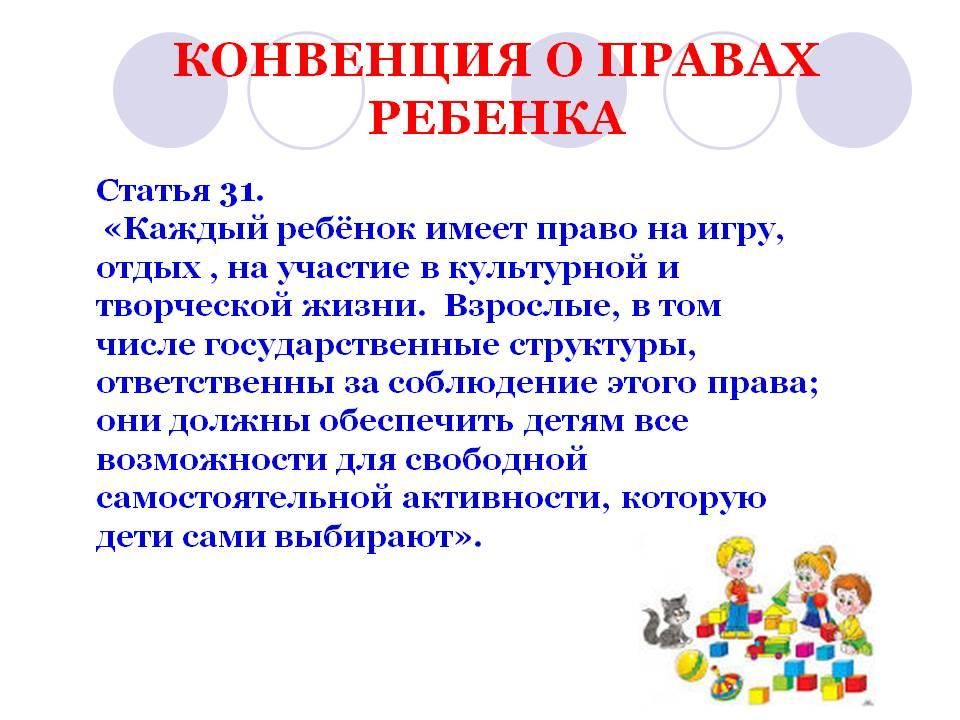 КОНВЕНЦИЯ О ПРАВАХ
РЕБЕНКА
Статья 31.
«Каждый ребёнок имеет право на игру,
отдых , на участие в культурной и
творческой жизни. Взрослые, в том
числе государственные структуры,
ответственны за соблюдение этого права;
они должны обеспечить детям все
возможности для свободной
самостоятельной активности, которую
дети сами выбирают».